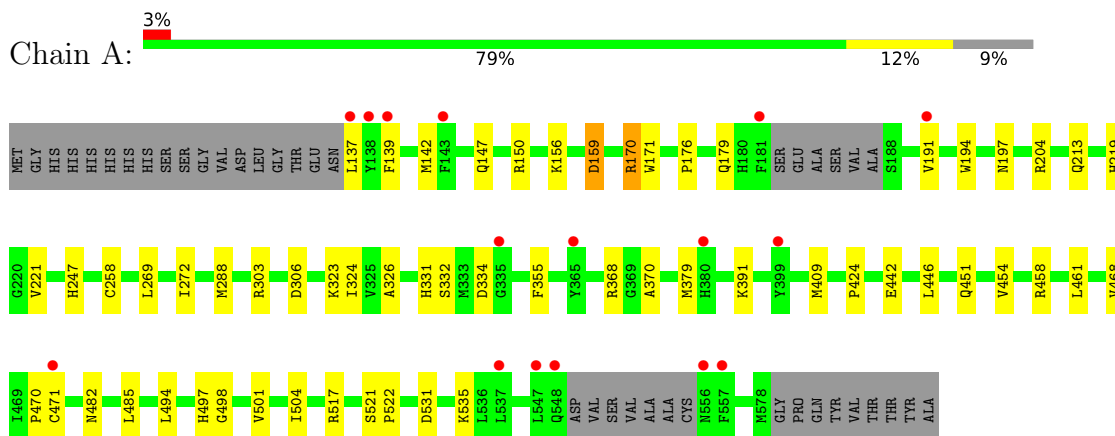 3%
Chain A:
79% 12% 9%
MET GLY HIS HIS HIS HIS HIS HIS SER SER GLY VAL ASP LEU GLY THR GLU ASN L137 Y138 F139 M142 F143 Q147 R150 K156 D159 R170 W171 P176 Q179 H180 F181 SER GLU ALA SER VAL ALA S188 V191 W194 N197 R204 Q213 H219
G220 V221 H247 C258 L269 I272 M288 R303 D306 K323 I324 V325 A326 H331 S332 M333 D334 G335 F355 Y365 R368 G369 A370 M379 H380 K391 Y399 M409 P424 E442 L446 Q451 V454 R458 L461 V468
I469 P470 C471 N482 L485 L494 H497 G498 V501 I504 R517 S521 P522 D531 K535 L536 L537 L547 Q548 ASP VAL SER VAL ALA ALA CYS N556 F557 M578 GLY PRO GLN TYR VAL THR THR TYR ALA